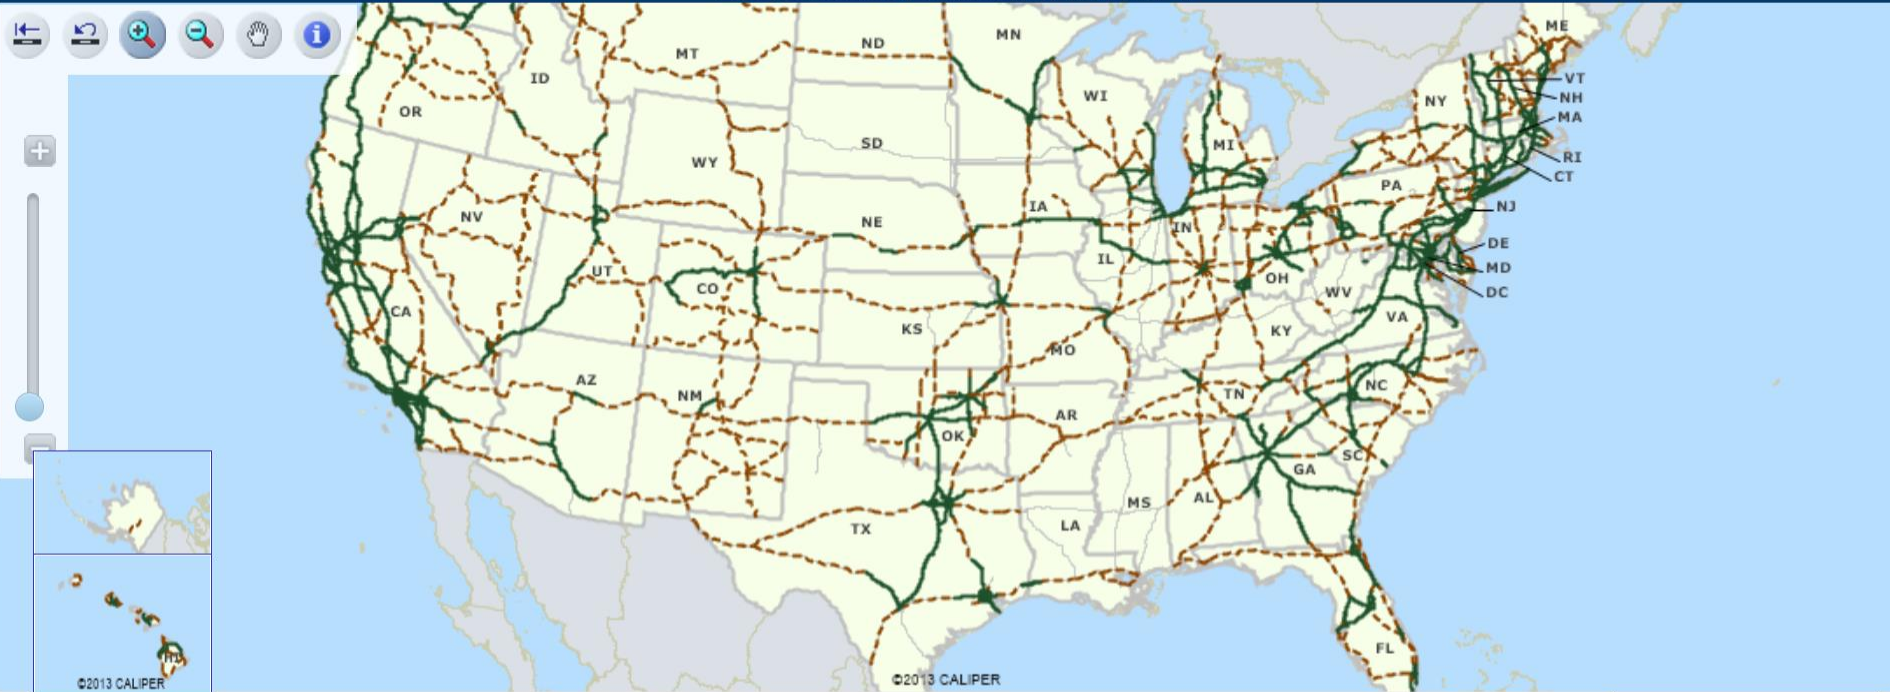 ME
MN
ND
MT
ID
VT
WI
NH
NY
OR
MA
SD
MI
RI
WY
CT
PA
IA
NJ
NV
NE
IN
DE
IL
MD
UT
OH
CO
WV
DC
CA
VA
KS
KY
MO
AZ
NC
TN
NM
AR
OK
SC
GA
AL
MS
LA
TX
FL
HI
©2013 CALIPER
©2013 CALIPER